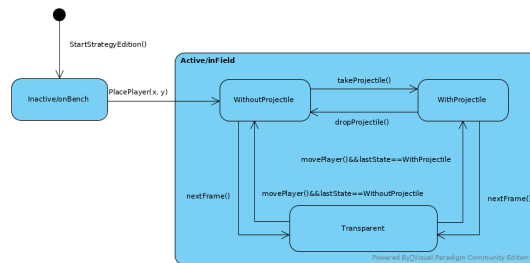 StartStrategyEdition()
Active/inField
Inactive/onBench
PlacePlayer(x, y)
WithoutProjectile
takeProjectile()
WithProjectile
dropProjectile()
movePlayer()&&lastState==WithProjectile
nextFrame()
movePlayer()&&lastState==WithoutProjectile
nextFrame()
Transparent
Powered By Visual Paradigm Community Edition